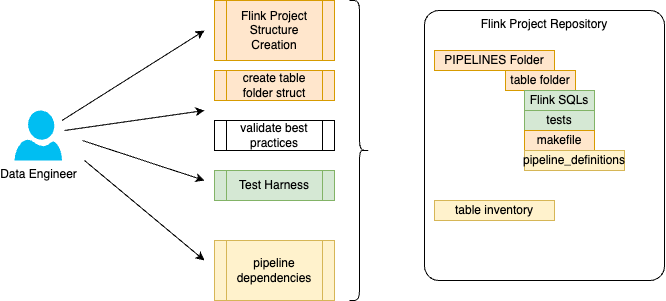 Flink Project
Structure
Creation
create table
folder struct
validate best
practices
Test Harness
pipeline
dependencies
Data Engineer
Flink Project Repository
PIPELINES Folder
table folder
Flink SQLs
tests
makefile
pipeline_definitions
table inventory